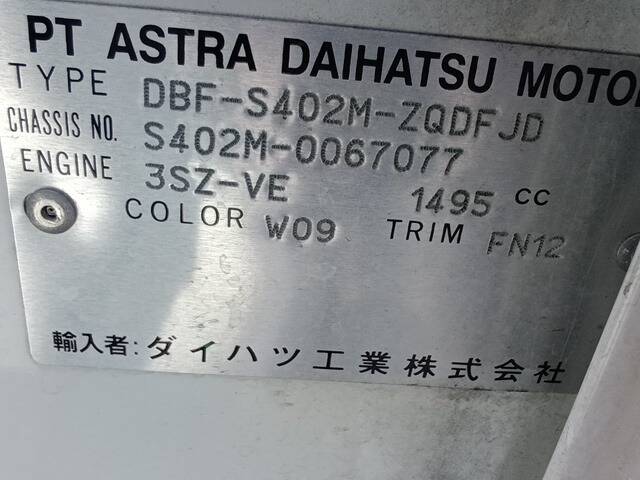 PT ASTRA DAIHATSU MOTO
TYPE DBF-S402M-ZQDFJD
CHASSIS NO. S402M-0067077
ENGINE 3SZ-VE 1495 CC
COLOR W09 TRIM FN12
輸入者:ダイハツ工業株式会社